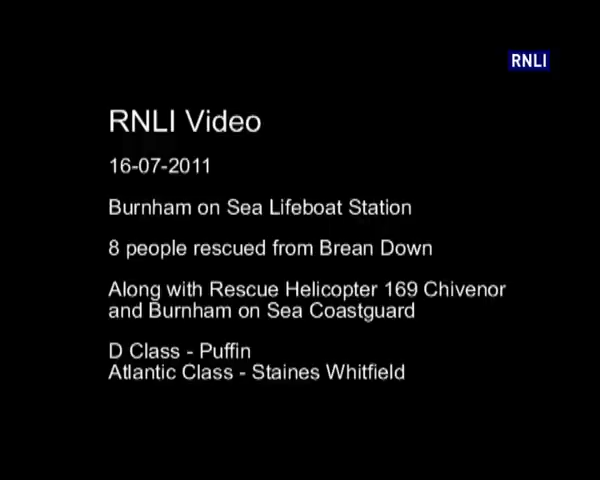 RNLI
RNLI Video
16-07-2011
Burnham on Sea Lifeboat Station
8 people rescued from Brean Down
Along with Rescue Helicopter 169 Chivenor
and Burnham on Sea Coastguard
D Class - Puffin
Atlantic Class - Staines Whitfield